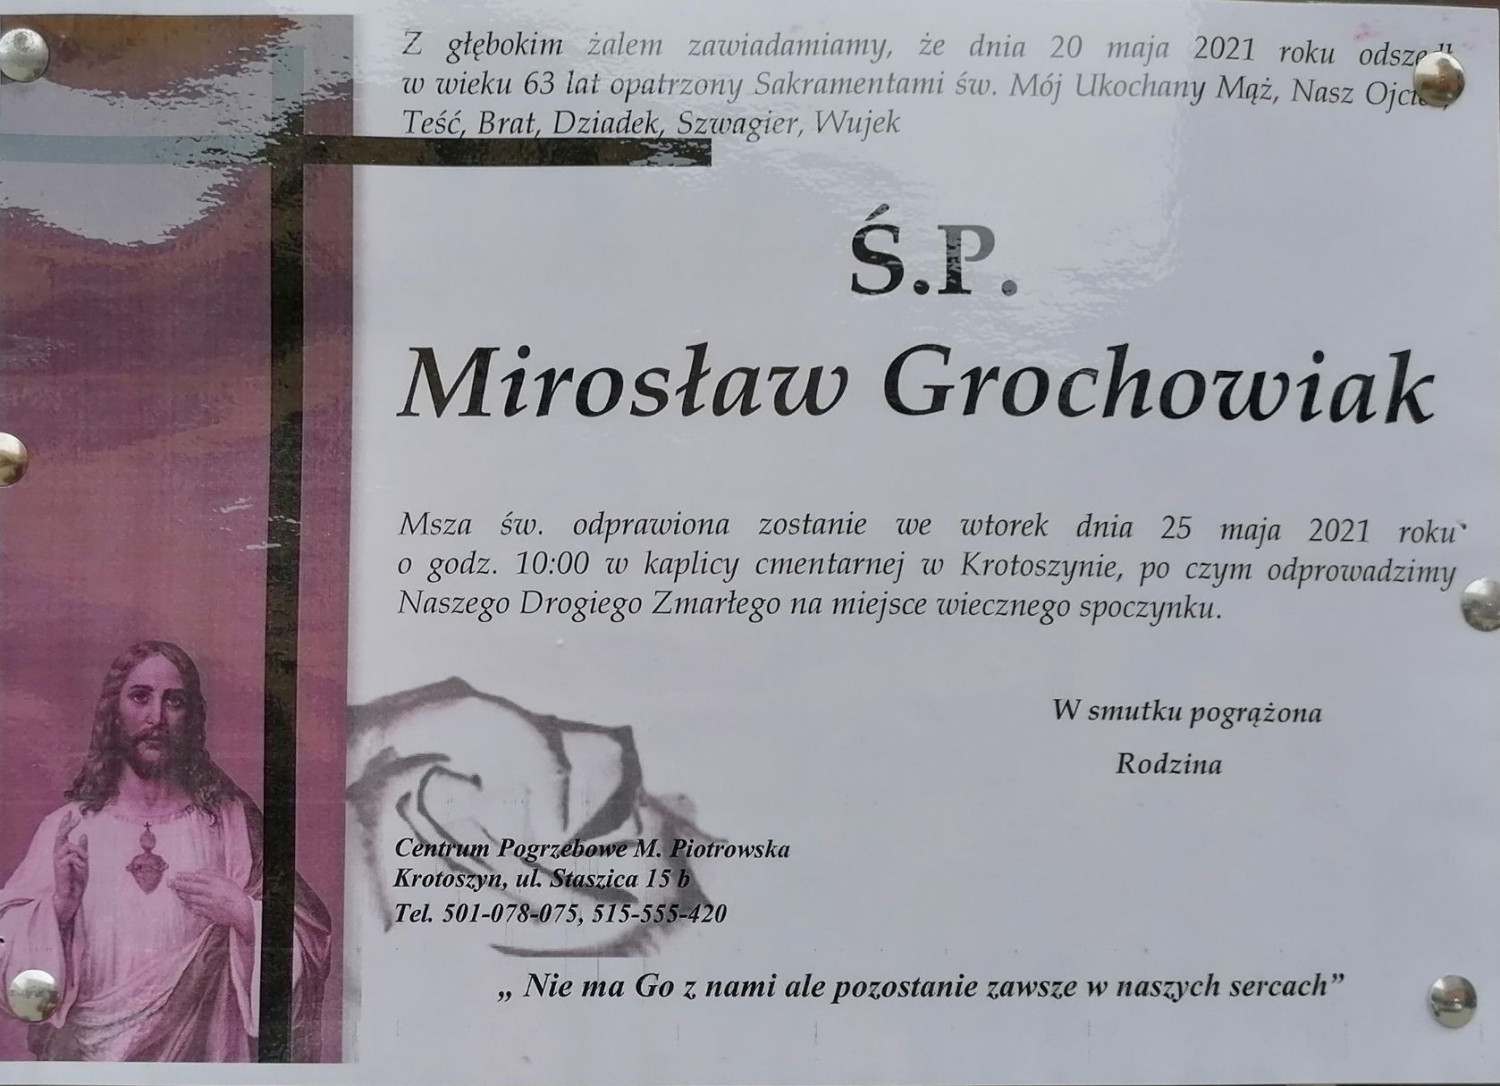 Z głębokim żalem zawiadamiamy, że dnia 20 maja 2021 roku odszedł
w wieku 63 lat opatrzony Sakramentami św. Mój Ukochany Mąż, Nasz Ojciec,
Teść, Brat, Dziadek, Szwagier, Wujek
Ś.P.
Mirosław Grochowiak
Msza św. odprawiona zostanie we wtorek dnia 25 maja 2021 roku
o godz. 10:00 w kaplicy cmentarnej w Krotoszynie, po czym odprowadzimy
Naszego Drogiego Zmarłego na miejsce wiecznego spoczynku.
W smutku pogrążona
Rodzina
Centrum Pogrzebowe M. Piotrowska
Krotoszyn, ul. Staszica 15 b
Tel. 501-078-075, 515-555-420
„ Nie ma Go z nami ale pozostanie zawsze w naszych sercach”